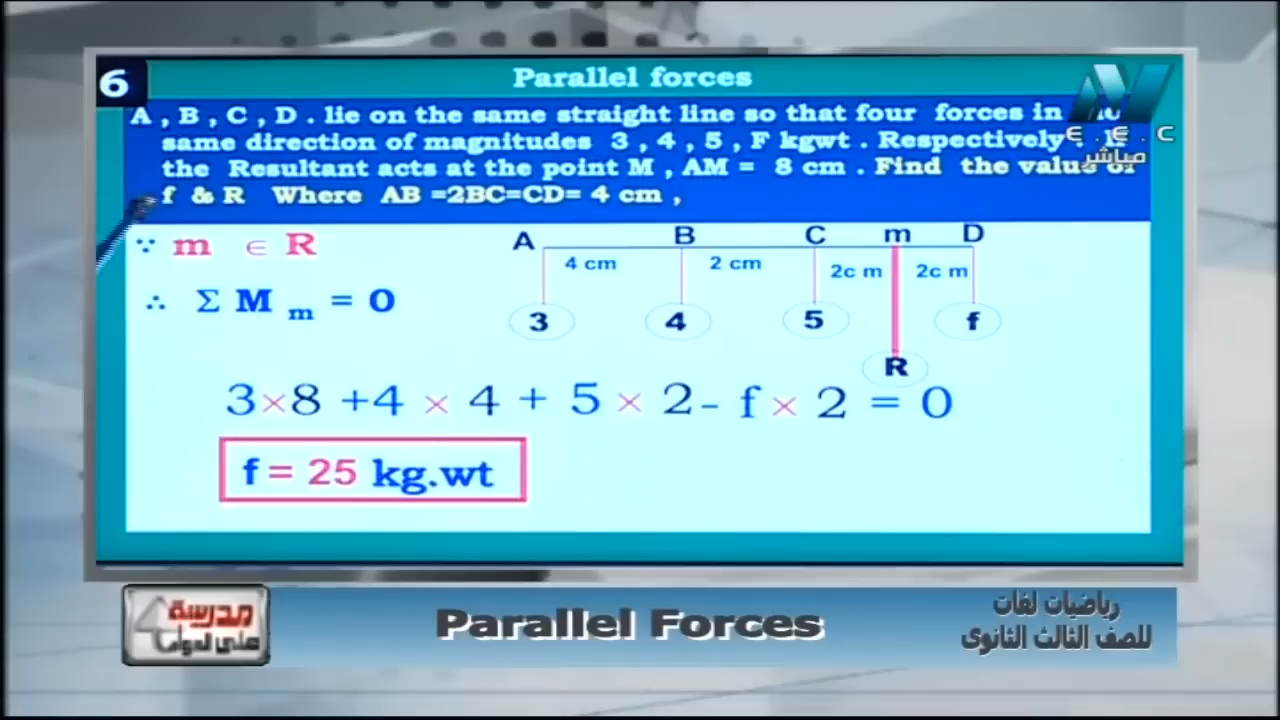 6
Parallel forces
A , B , C , D . lie on the same straight line so that four forces in
same direction of magnitudes 3 , 4 , 5 , F kgwt . Respectively .
the Resultant acts at the point M , AM = 8 cm . Find the value of
f & R Where AB =2BC=CD= 4 cm ,
E . E . C
مباشر
∵ m ∈ R
A B C m D
4 cm 2 cm 2c m 2c m
∴ Σ M m = 0
3 4 5 f
R
3×8 +4 × 4 + 5 × 2 - f × 2 = 0
f = 25 kg.wt
مدرسة
على الهواء
Parallel Forces
رياضيات لغات
للصف الثالث الثانوى